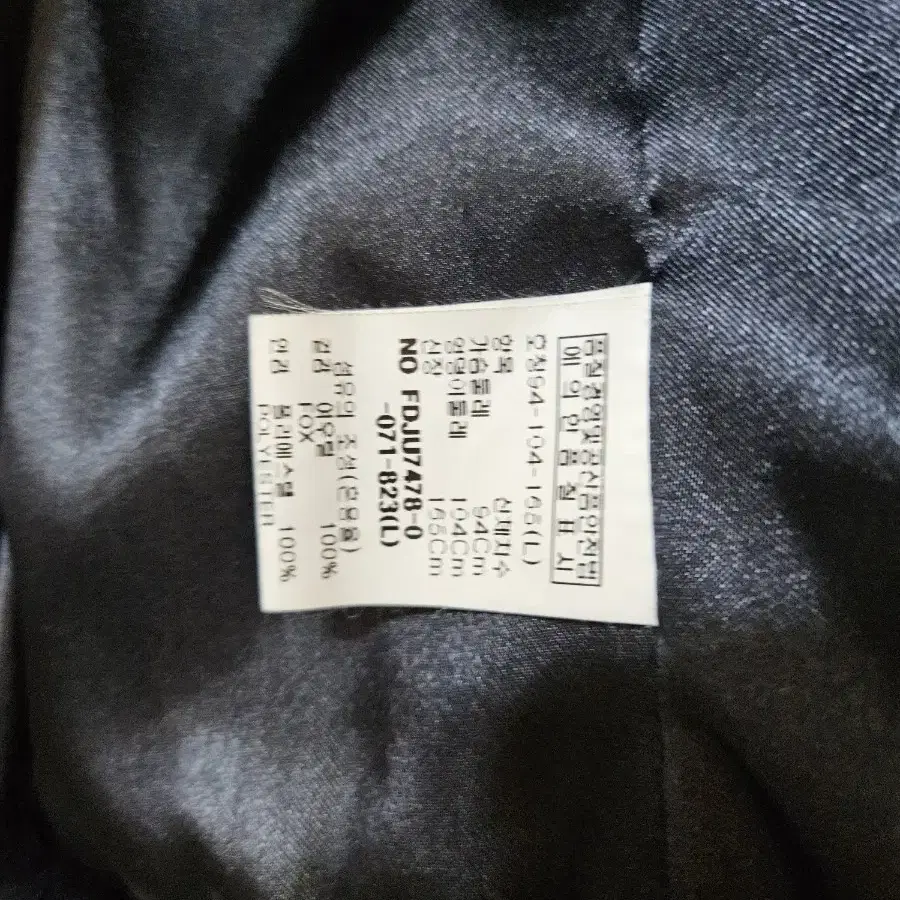 품질경영및공산품안전법
에 의 한 품 질 표 시
호칭94-104-165(L)
항목 신체치수
가슴둘레 94Cm
엉덩이둘레 104Cm
신장 165Cm
NO FDJU7478-0
-071-823(L)
섬유의 조성(혼용율)
겉감 여우털 100%
FOX
안감 폴리에스텔 100%
POLYESTER